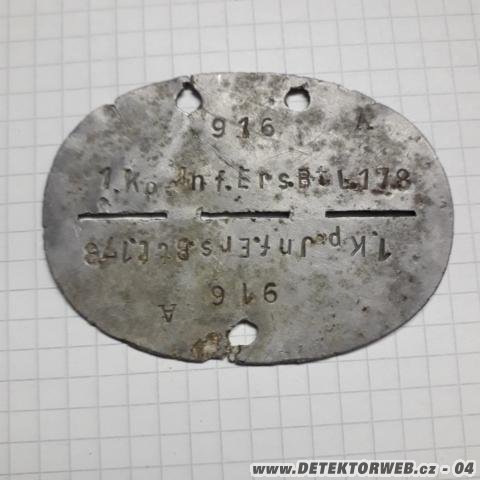 916 A
1.Kp.Jnf.Ers.Btl.178
1.Kp.Jnf.Ers.Btl.178
916 A
www.DETEKTORWEB.cz - 04